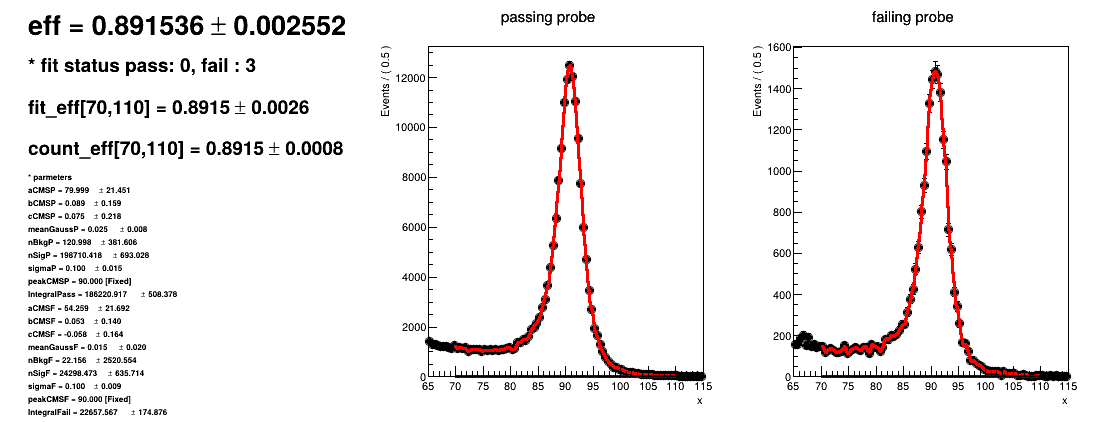 eff = 0.891536 ± 0.002552
* fit status pass: 0, fail : 3
fit_eff[70,110] = 0.8915 ± 0.0026
count_eff[70,110] = 0.8915 ± 0.0008
* parmeters
aCMSP = 79.999 ± 21.451
bCMSP = 0.089 ± 0.159
cCMSP = 0.075 ± 0.218
meanGaussP = 0.025 ± 0.008
nBkgP = 120.998 ± 381.606
nSigP = 196710.418 ± 693.028
sigmaP = 0.100 ± 0.015
peakCMSP = 90.000 [Fixed]
IntegralPass = 186220.917 ± 508.378
aCMSF = 54.259 ± 21.692
bCMSF = 0.053 ± 0.140
cCMSF = -0.058 ± 0.164
meanGaussF = 0.015 ± 0.020
nBkgF = 22.156 ± 2520.554
nSigF = 24298.473 ± 635.714
sigmaF = 0.100 ± 0.009
peakCMSF = 90.000 [Fixed]
IntegralFail = 22657.567 ± 174.876
passing probe
Events / ( 0.5 )
12000
10000
8000
6000
4000
2000
0
65 70 75 80 85 90 95 100 105 110 115
x
failing probe
Events / ( 0.5 )
1600
1400
1200
1000
800
600
400
200
0
65 70 75 80 85 90 95 100 105 110 115
x